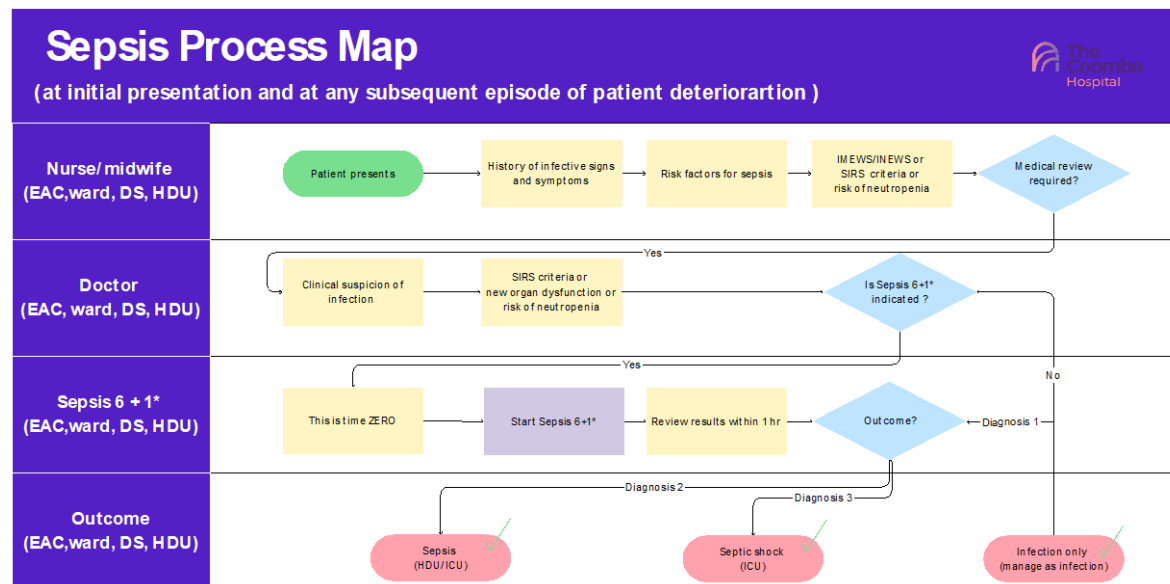 Sepsis Process Map
(at initial presentation and at any subsequent episode of patient deteriorartion )
The
Coombe
Hospital
Nurse/ midwife
(EAC,ward, DS, HDU)
Patient presents
History of infective signs
and symptoms
Risk factors for sepsis
IMEWS/INEWS or
SIRS criteria or
risk of neutropenia
Medical review
required?
Yes
Doctor
(EAC, ward, DS, HDU)
Clinical suspicion of
infection
SIRS criteria or
new organ dysfunction or
risk of neutropenia
Is Sepsis 6+1*
indicated ?
Yes
No
Sepsis 6 + 1*
(EAC,ward, DS, HDU)
This is time ZERO
Start Sepsis 6+1*
Review results within 1 hr
Outcome?
Diagnosis 1
Diagnosis 2
Diagnosis 3
Outcome
(EAC,ward, DS, HDU)
Sepsis
(HDU/ICU)
Septic shock
(ICU)
Infection only
(manage as infection)